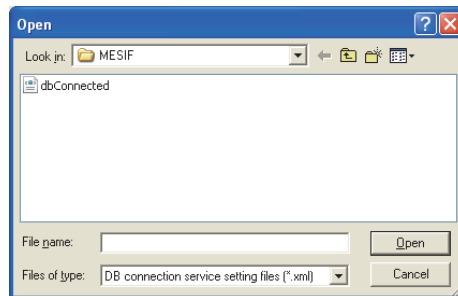 Open
Look in: MESIF
dbConnected
File name:
Open
Files of type: DB connection service setting files (*.xml)
Cancel